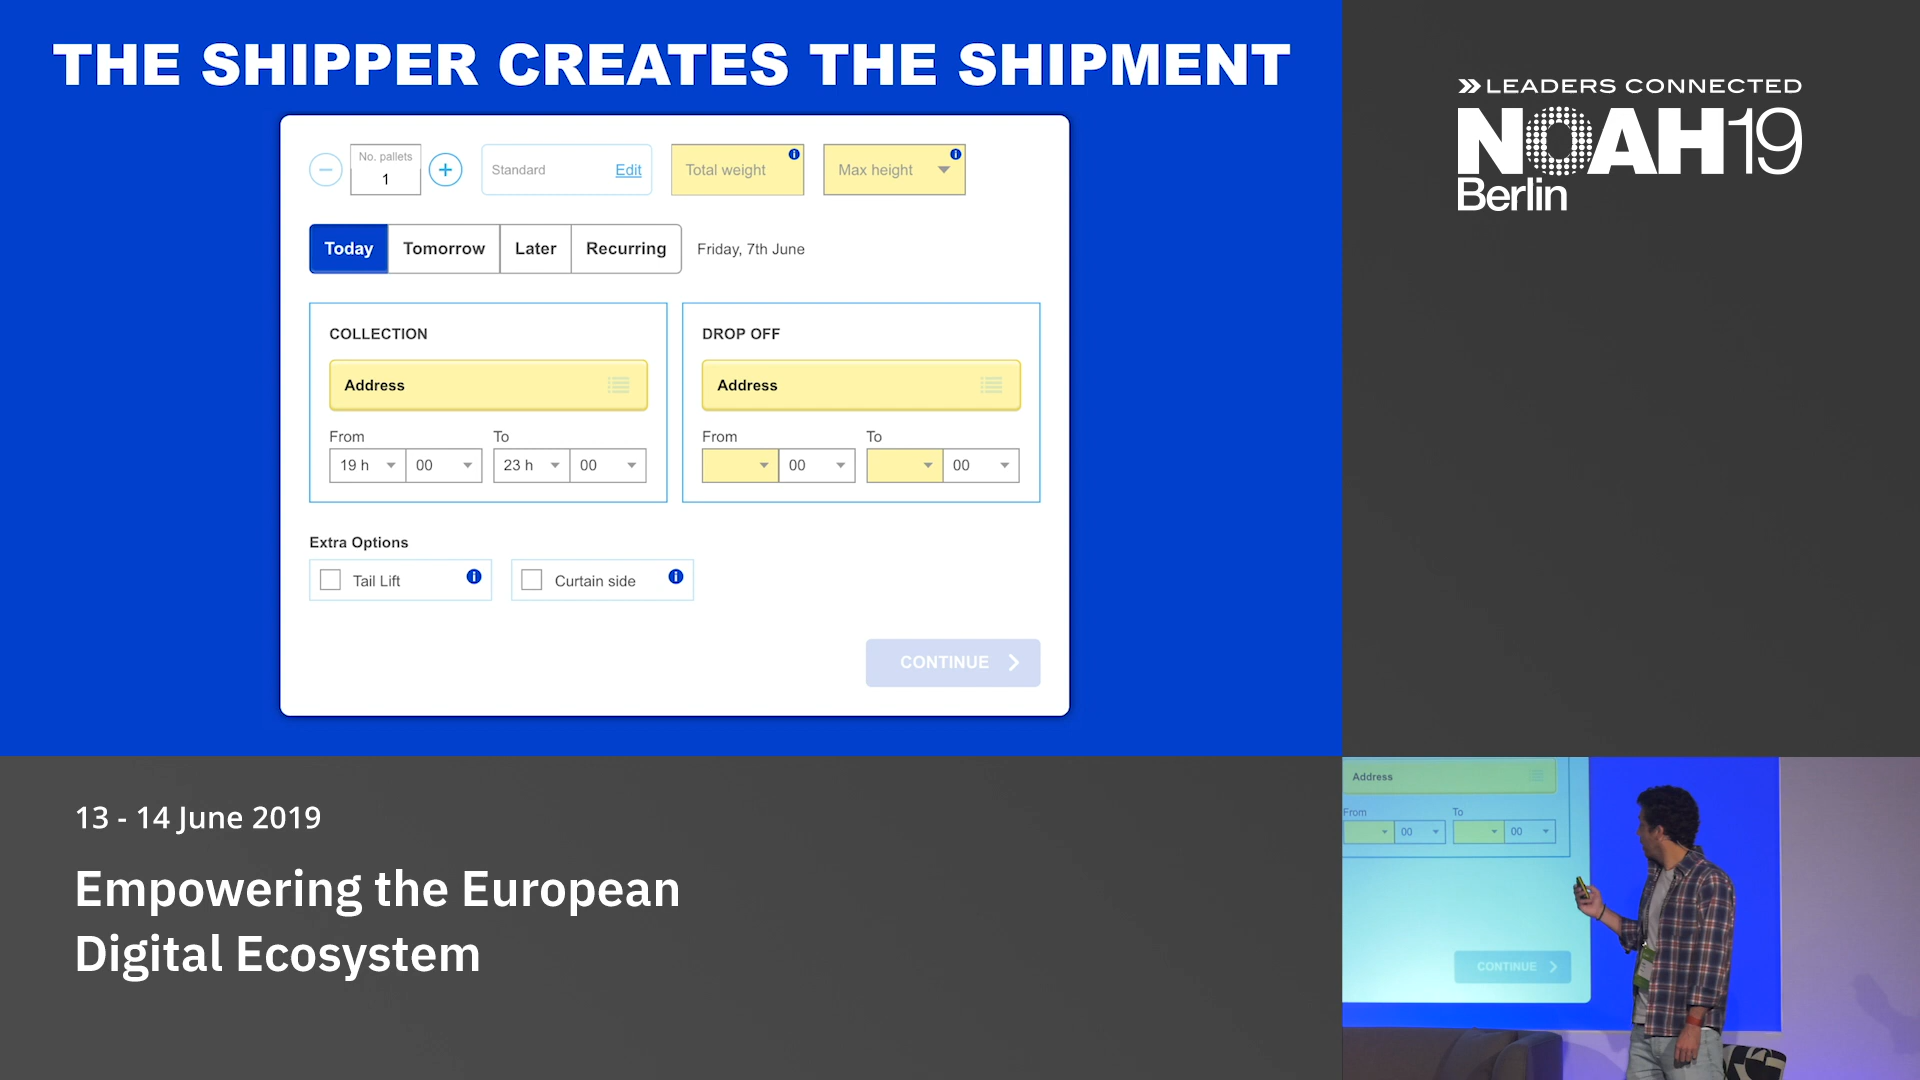 THE SHIPPER CREATES THE SHIPMENT
No. pallets
1
Standard
Edit
Total weight
Max height
Today
Tomorrow
Later
Recurring
Friday, 7th June
COLLECTION
Address
From
To
19 h
00
23 h
00
DROP OFF
Address
From
To
00
00
Extra Options
Tail Lift
Curtain side
CONTINUE
LEADERS CONNECTED
NOAH19
Berlin
13 - 14 June 2019
Empowering the European
Digital Ecosystem
Address
From
To
00
00
CONTINUE